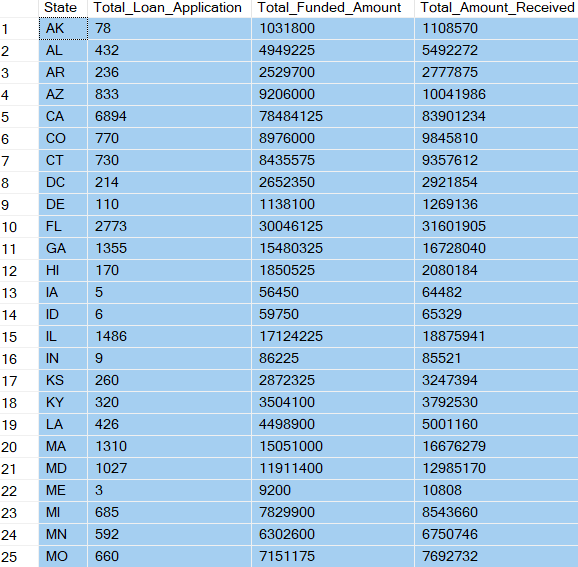 State Total_Loan_Application Total_Funded_Amount Total_Amount_Received
1 AK 78 1031800 1108570
2 AL 432 4949225 5492272
3 AR 236 2529700 2777875
4 AZ 833 9206000 10041986
5 CA 6894 78484125 83901234
6 CO 770 8976000 9845810
7 CT 730 8435575 9357612
8 DC 214 2652350 2921854
9 DE 110 1138100 1269136
10 FL 2773 30046125 31601905
11 GA 1355 15480325 16728040
12 HI 170 1850525 2080184
13 IA 5 56450 64482
14 ID 6 59750 65329
15 IL 1486 17124225 18875941
16 IN 9 86225 85521
17 KS 260 2872325 3247394
18 KY 320 3504100 3792530
19 LA 426 4498900 5001160
20 MA 1310 15051000 16676279
21 MD 1027 11911400 12985170
22 ME 3 9200 10808
23 MI 685 7829900 8543660
24 MN 592 6302600 6750746
25 MO 660 7151175 7692732